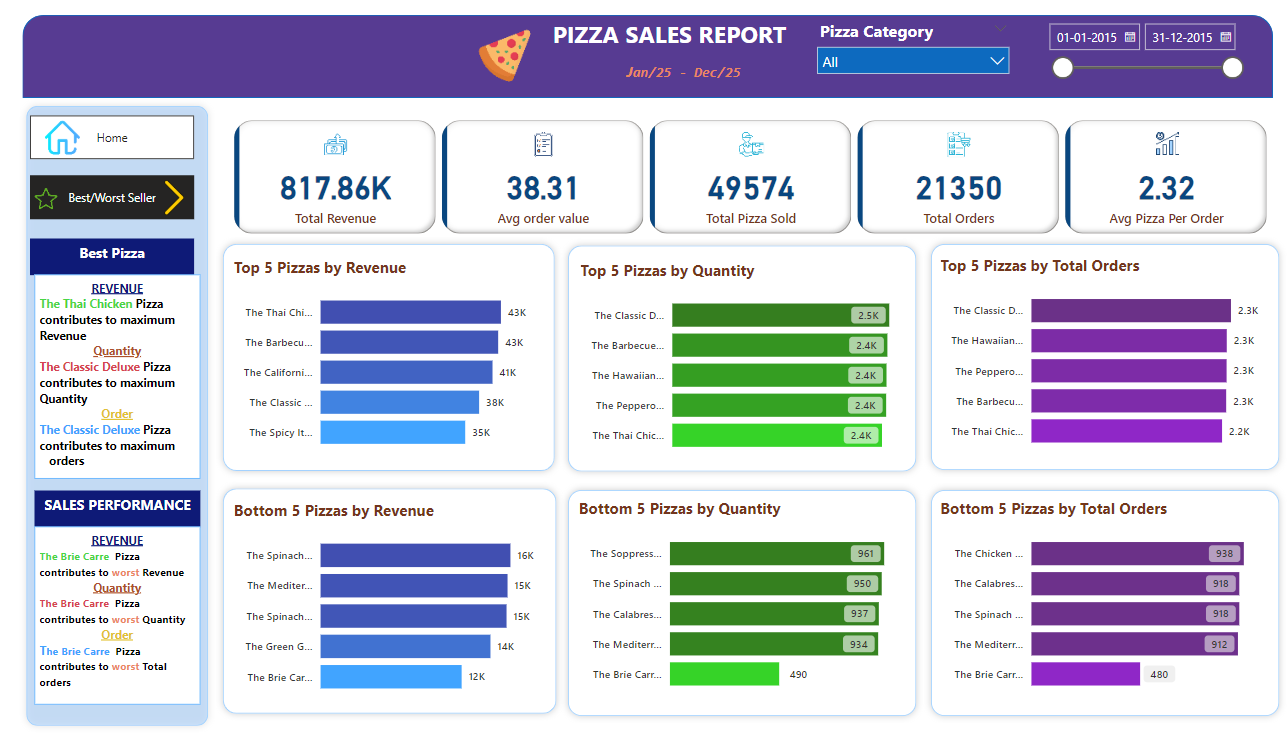 PIZZA SALES REPORT
Jan/25 - Dec/25
Pizza Category
All
01-01-2015
31-12-2015
Home
Best/Worst Seller
Best Pizza
REVENUE
The Thai Chicken Pizza
contributes to maximum
Revenue
Quantity
The Classic Deluxe Pizza
contributes to maximum
Quantity
Order
The Classic Deluxe Pizza
contributes to maximum
orders
SALES PERFORMANCE
REVENUE
The Brie Carre Pizza
contributes to worst Revenue
Quantity
The Brie Carre Pizza
contributes to worst Quantity
Order
The Brie Carre Pizza
contributes to worst Total
orders
817.86K
Total Revenue
38.31
Avg order value
49574
Total Pizza Sold
21350
Total Orders
2.32
Avg Pizza Per Order
Top 5 Pizzas by Revenue
The Thai Chi... 43K
The Barbecu... 43K
The Californi... 41K
The Classic ... 38K
The Spicy It... 35K
Top 5 Pizzas by Quantity
The Classic D... 2.5K
The Barbecue... 2.4K
The Hawaiian... 2.4K
The Peppero... 2.4K
The Thai Chic... 2.4K
Top 5 Pizzas by Total Orders
The Classic D... 2.3K
The Hawaiian... 2.3K
The Peppero... 2.3K
The Barbecu... 2.3K
The Thai Chic... 2.2K
Bottom 5 Pizzas by Revenue
The Spinach... 16K
The Mediter... 15K
The Spinach... 15K
The Green G... 14K
The Brie Car... 12K
Bottom 5 Pizzas by Quantity
The Soppress... 961
The Spinach ... 950
The Calabres... 937
The Mediterr... 934
The Brie Carr... 490
Bottom 5 Pizzas by Total Orders
The Chicken ... 938
The Calabres... 918
The Spinach ... 918
The Mediterr... 912
The Brie Carr... 480